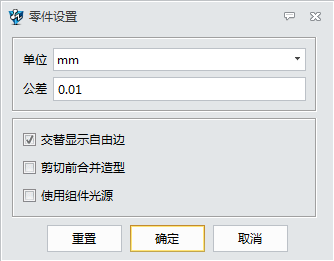 零件设置
单位 mm
公差 0.01
交替显示自由边
剪切前合并造型
使用组件光源
重置 确定 取消